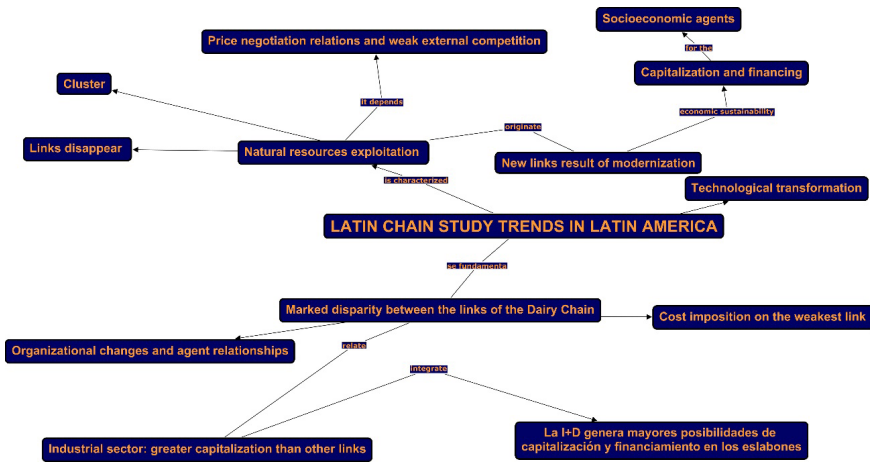 Socioeconomic agents
Price negotiation relations and weak external competition
for the
Capitalization and financing
Cluster
it depends
economic sustainability
originate
Links disappear
Natural resources exploitation
New links result of modernization
is characterized
Technological transformation
LATIN CHAIN STUDY TRENDS IN LATIN AMERICA
se fundamenta
Marked disparity between the links of the Dairy Chain
Cost imposition on the weakest link
Organizational changes and agent relationships
relate
integrate
La I+D genera mayores posibilidades de
capitalización y financiamiento en los eslabones
Industrial sector: greater capitalization than other links